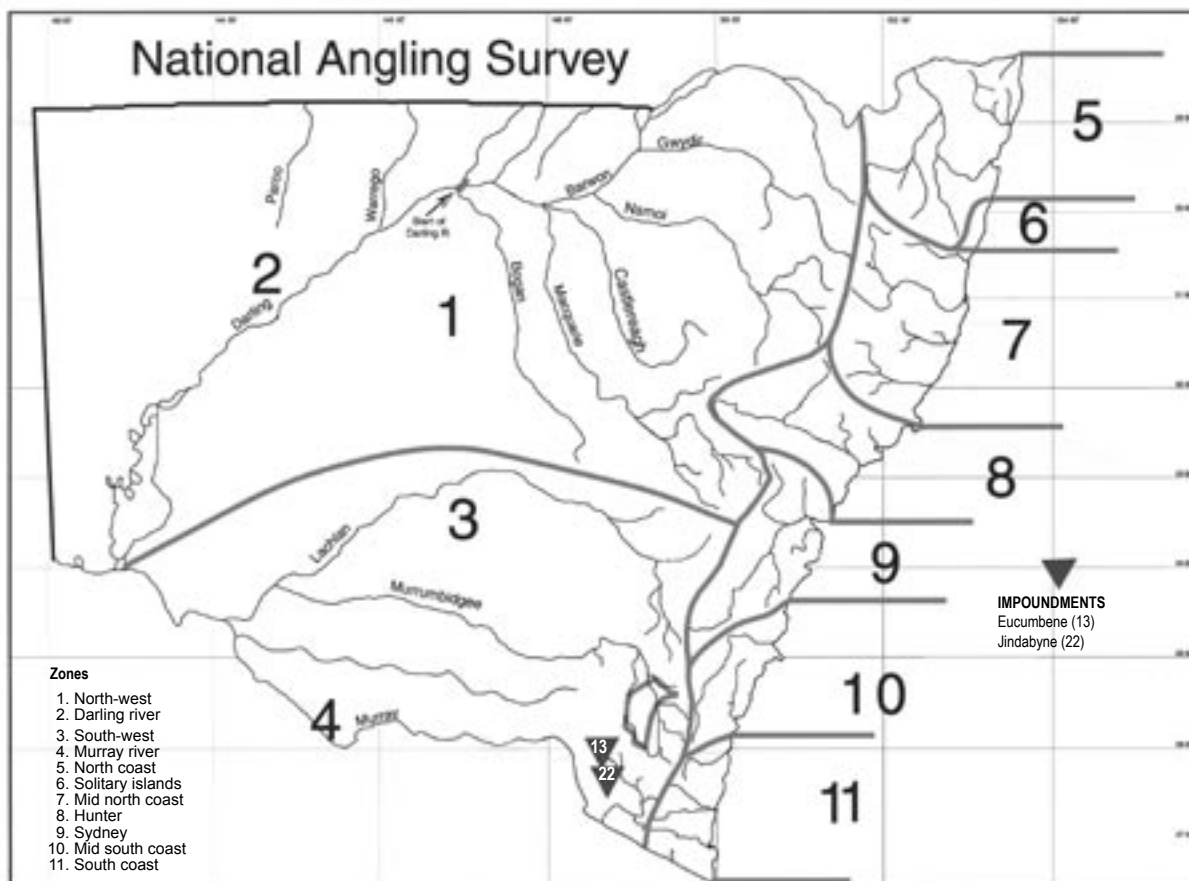 National Angling Survey
5
Gwydir
Paroo
Warrego
Barwon
Namoi
Start of
Darling R
6
2
Bogan
Castlereagh
Macquarie
Darling
1
7
8
3
Lachlan
9
Murrumbidgee
IMPOUNDMENTS
Eucumbene (13)
Jindabyne (22)
Zones
1. North-west
2. Darling river
3. South-west
4. Murray river
5. North coast
6. Solitary islands
7. Mid north coast
8. Hunter
9. Sydney
10. Mid south coast
11. South coast
10
4
Murray
13
22
11